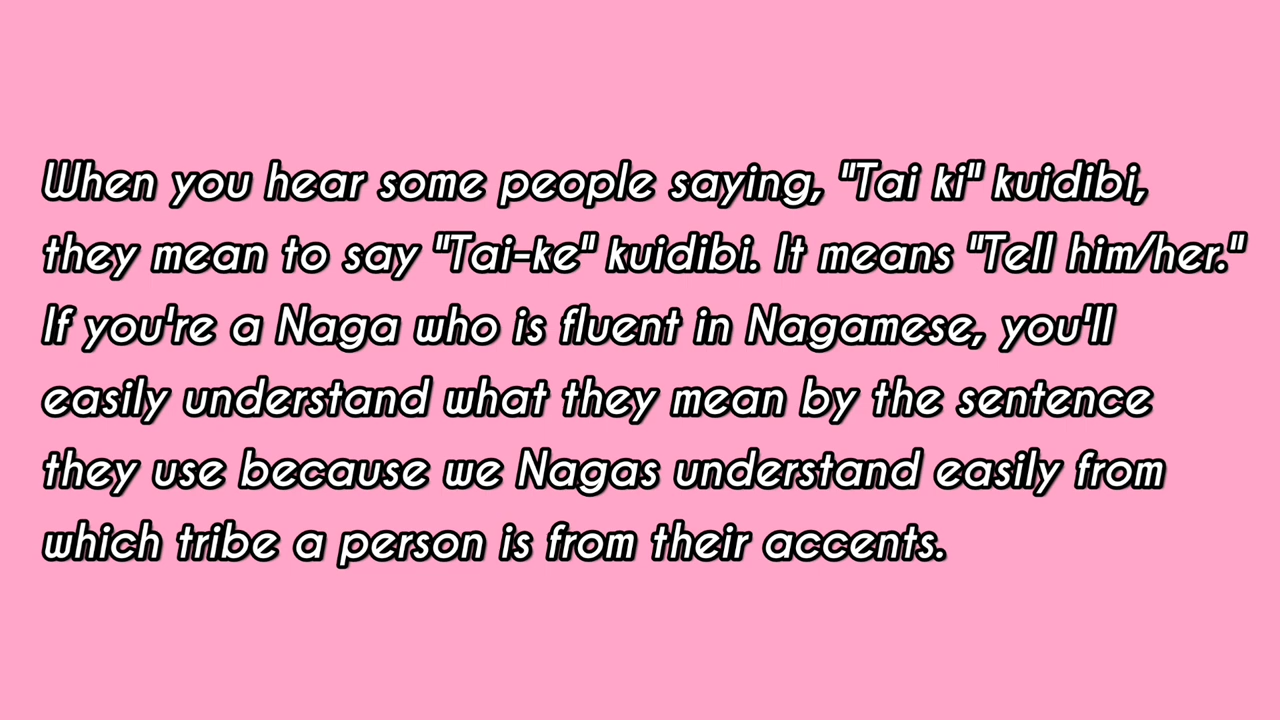 When you hear some people saying, "Tai ki" kuidibi,
they mean to say "Tai-ke" kuidibi. It means "Tell him/her."
If you're a Naga who is fluent in Nagamese, you'll
easily understand what they mean by the sentence
they use because we Nagas understand easily from
which tribe a person is from their accents.